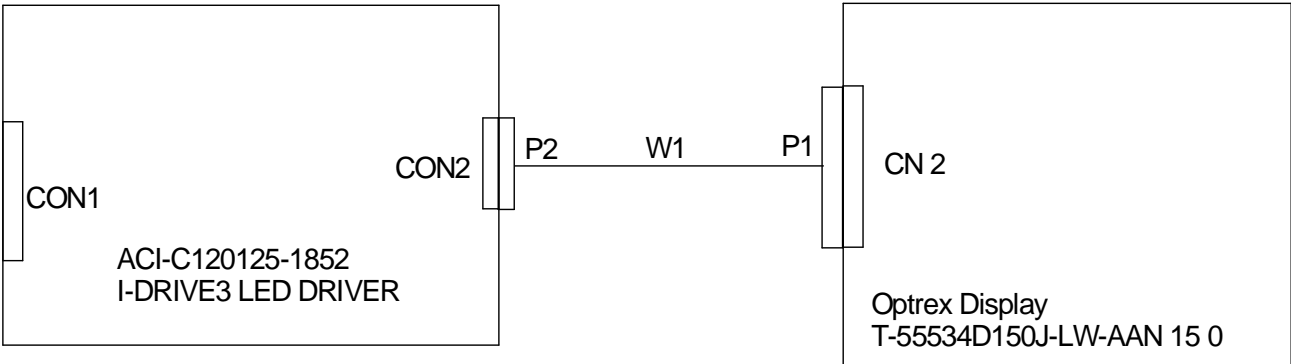 P2 W1 P1
CON2 CN 2
CON1
ACI-C120125-1852
I-DRIVE3 LED DRIVER
Optrex Display
T-55534D150J-LW-AAN 15 0